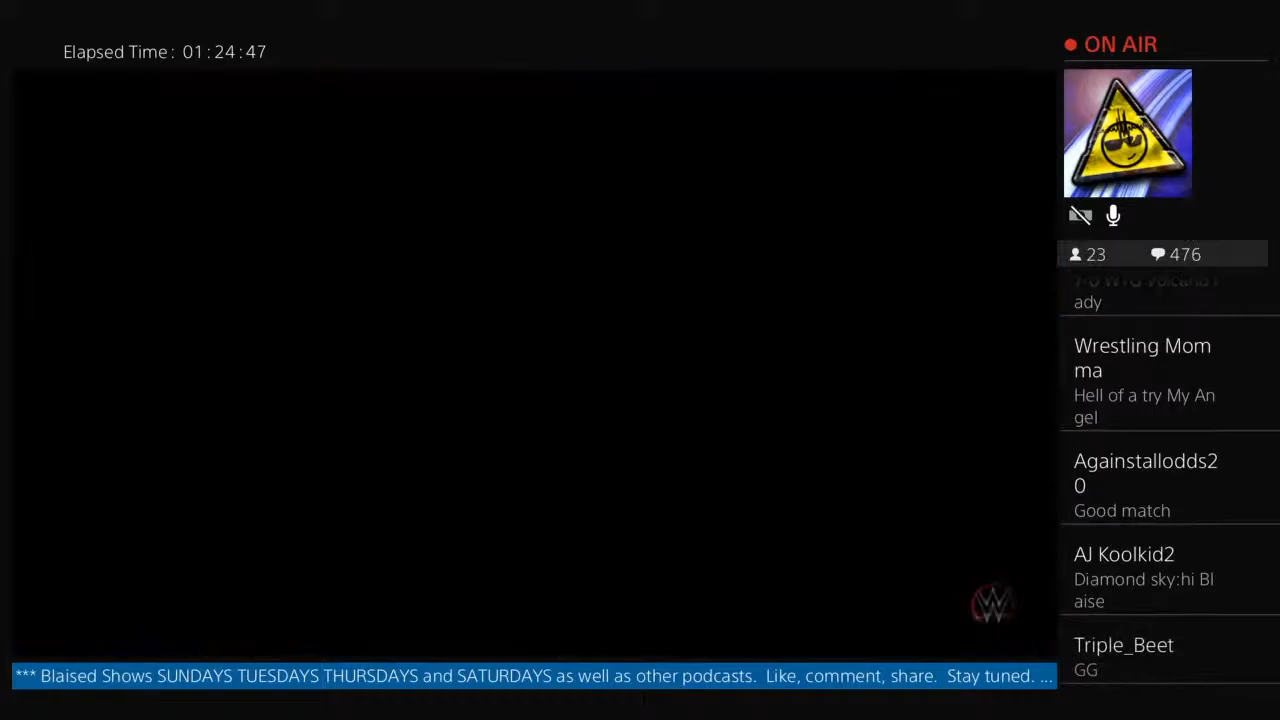 Elapsed Time: 01:24:47
ON AIR
23 476
ady
Wrestling Mom
ma
Hell of a try My An
gel
Againstallodds2
0
Good match
AJ Koolkid2
Diamond sky:hi Bl
aise
Triple_Beet
GG
W
*** Blaised Shows SUNDAYS TUESDAYS THURSDAYS and SATURDAYS as well as other podcasts. Like, comment, share. Stay tuned. ...